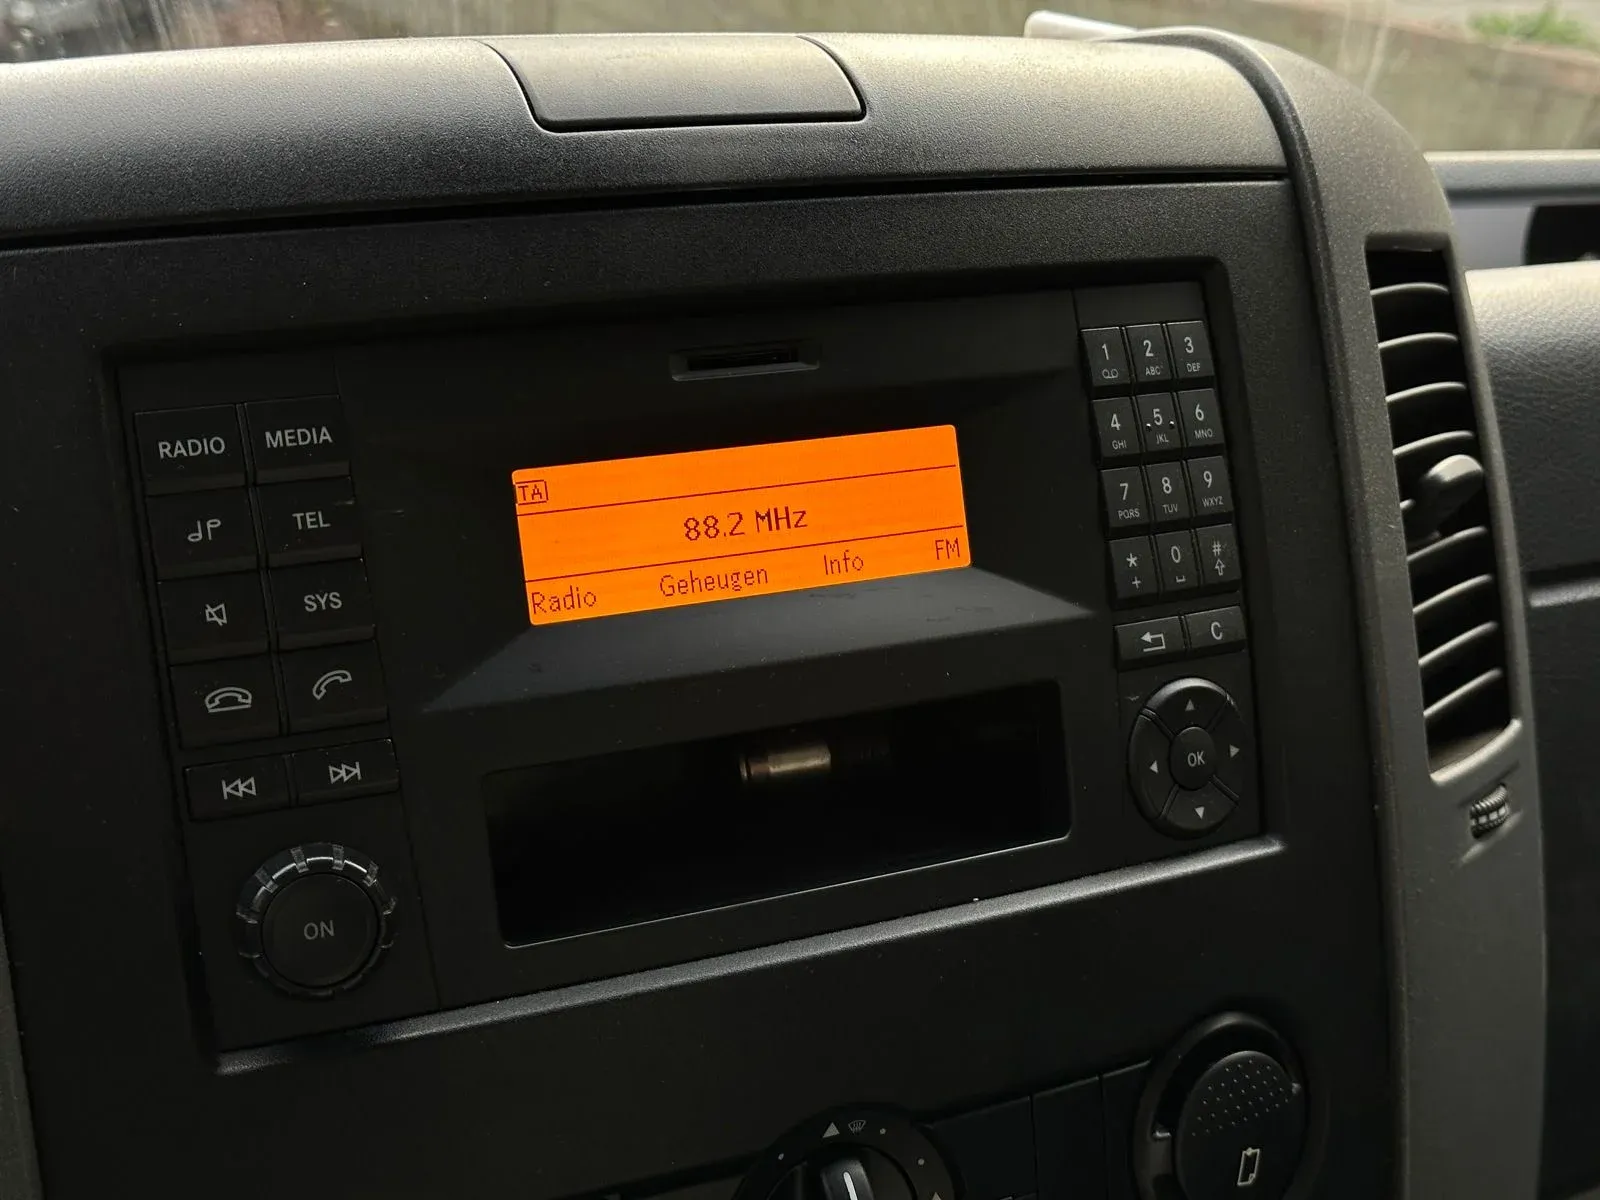 RADIO MEDIA
TEL
SYS
ON
TA
88.2 MHz
Radio Geheugen Info FM
1 2 ABC 3 DEF
4 GHI 5 JKL 6 MNO
7 PQRS 8 TUV 9 WXYZ
* + 0 #
C
OK